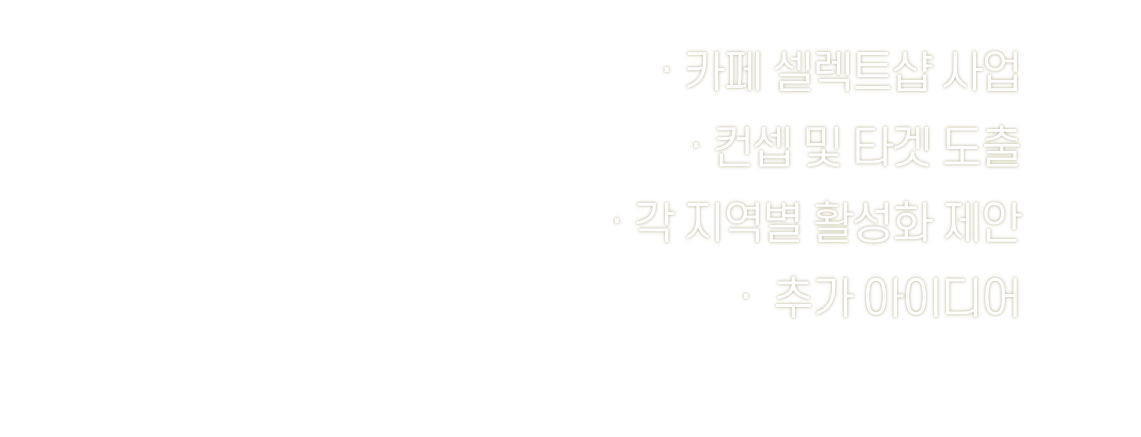 · 카페 셀렉트샵 사업
· 컨셉 및 타겟 도출
· 각 지역별 활성화 제안
· 추가 아이디어